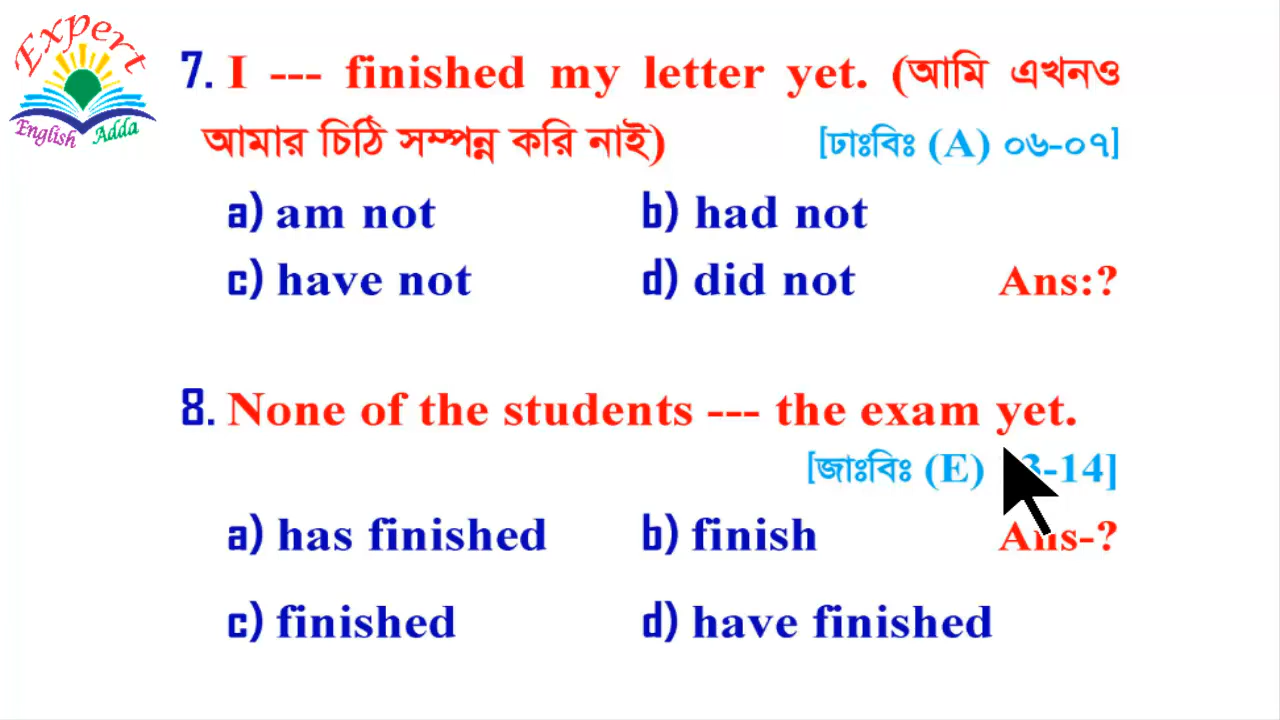 Expert
English Adda
7. I --- finished my letter yet. (আমি এখনও
আমার চিঠি সম্পন্ন করি নাই) [ঢাঃবিঃ (A) ০৬-০৭]
a) am not b) had not
c) have not d) did not Ans:?
8. None of the students --- the exam yet.
[জাঃবিঃ (E) 3-14]
a) has finished b) finish Ans-?
c) finished d) have finished